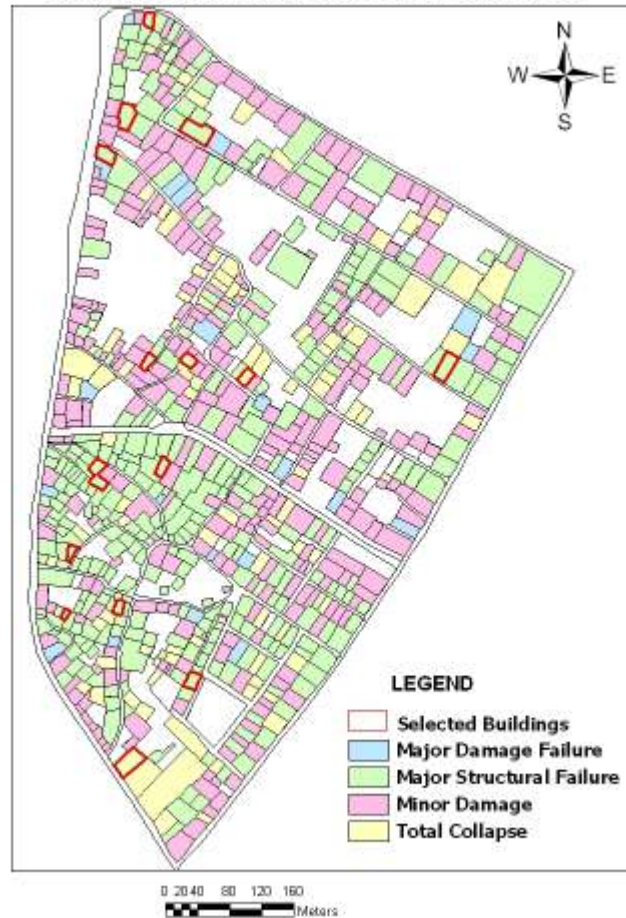 N
W E
S
LEGEND
Selected Buildings
Major Damage Failure
Major Structural Failure
Minor Damage
Total Collapse
0 20 40 80 120 160
Meters